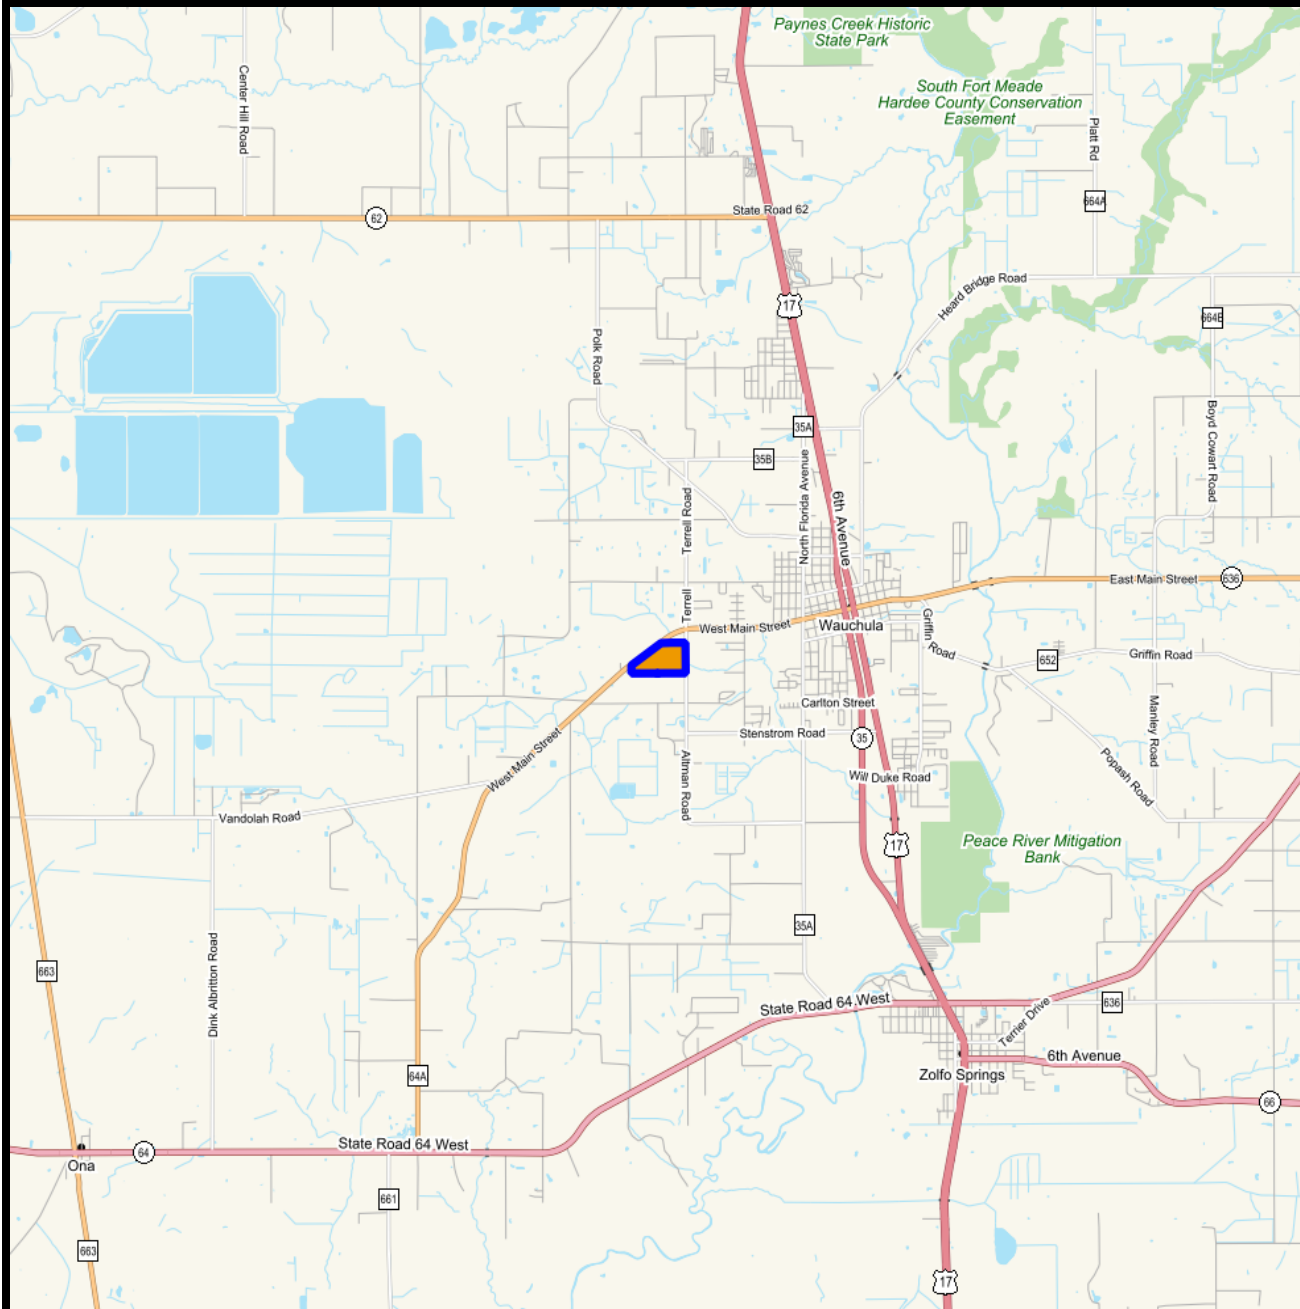 Paynes Creek Historic
State Park
Center Hill Road
South Fort Meade
Hardee County Conservation
Easement
Platt Rd
664A
State Road 62
62
Heard Bridge Road
17
664B
Polk Road
35A
Boyd Cowart Road
35B
North Florida Avenue
6th Avenue
Terrell Road
East Main Street
636
Terrell
West Main Street
Wauchula
Griffin Road
652
Griffin Road
Carlton Street
Manley Road
Stenstrom Road
35
West Main Street
Altman Road
Will Duke Road
Popash Road
Vandolah Road
17
Peace River Mitigation
Bank
35A
Dink Albritton Road
663
State Road 64 West
636
Terrier Drive
6th Avenue
64A
Zolfo Springs
66
State Road 64 West
64
Ona
661
663
17